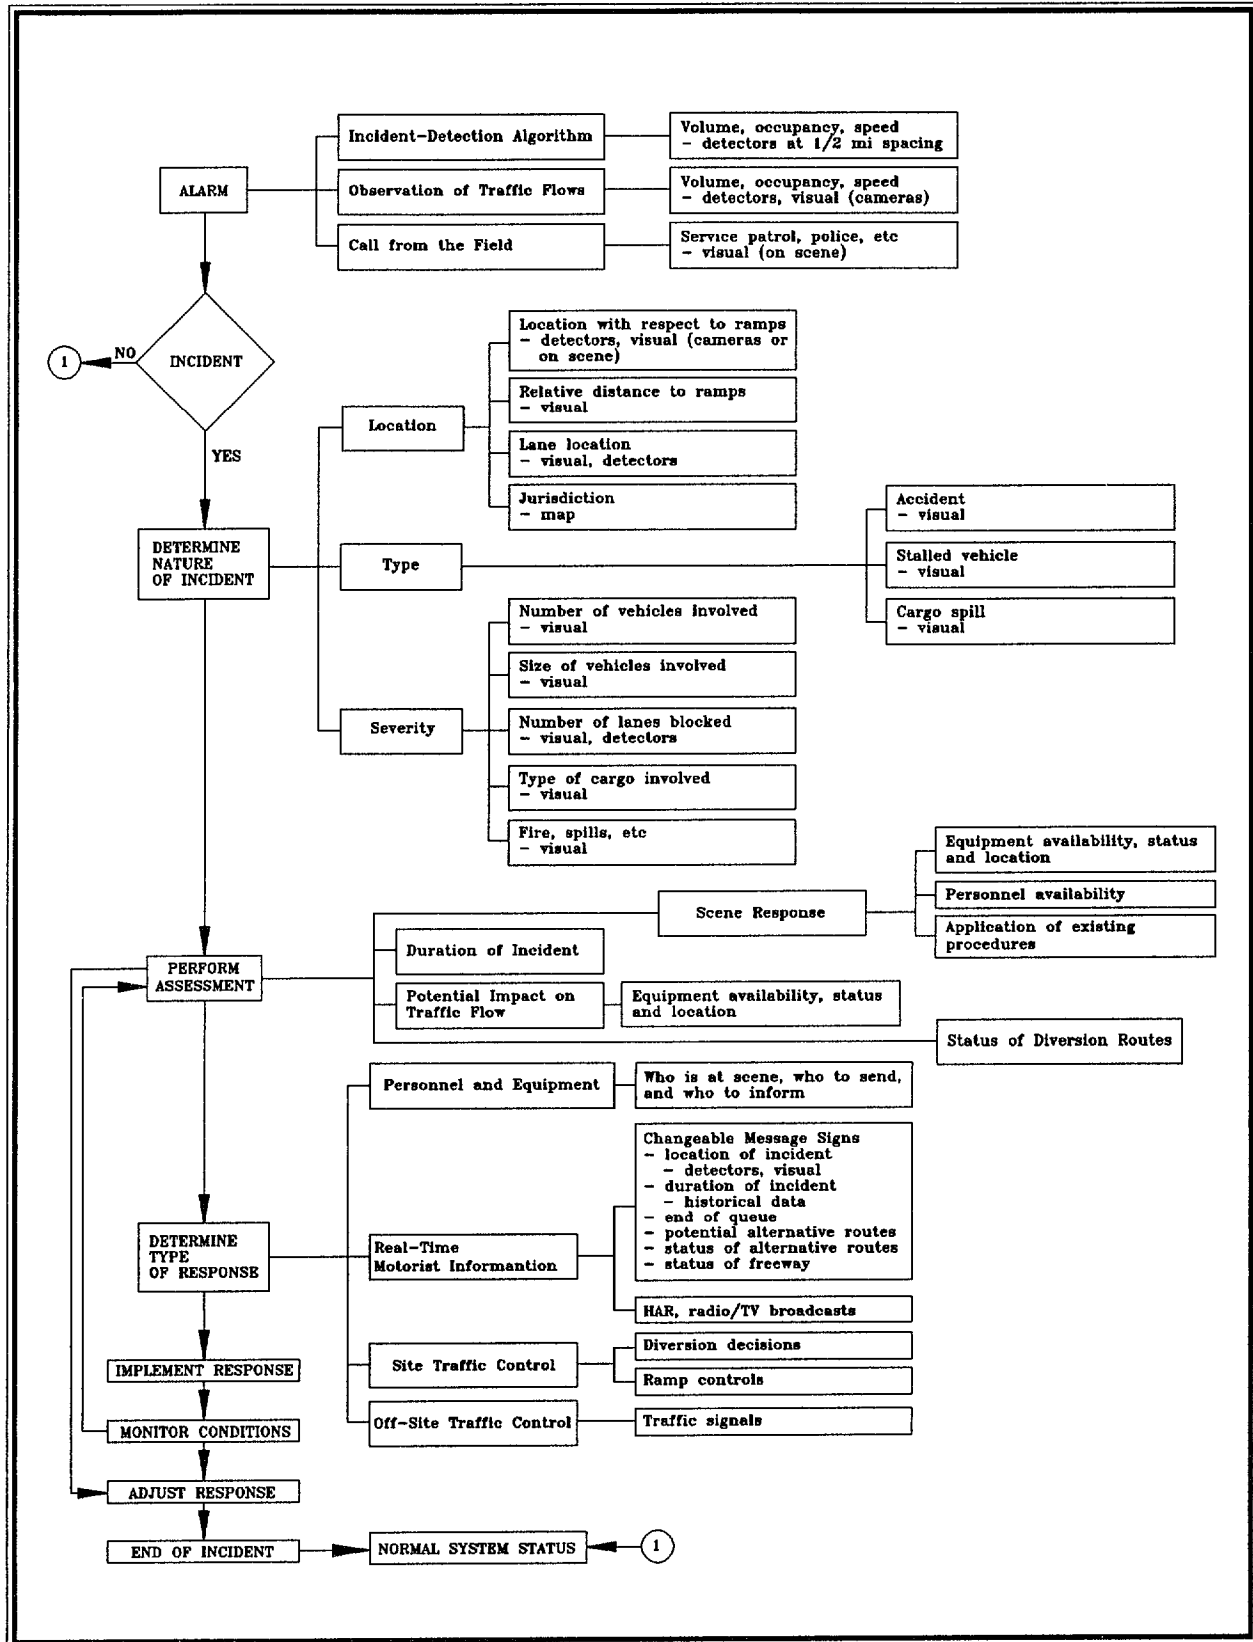 Incident-Detection Algorithm
Volume, occupancy, speed
- detectors at 1/2 mi spacing
ALARM
Observation of Traffic Flows
Volume, occupancy, speed
- detectors, visual (cameras)
Call from the Field
Service patrol, police, etc
- visual (on scene)
1
NO
INCIDENT
YES
Location with respect to ramps
- detectors, visual (cameras or
on scene)
Relative distance to ramps
- visual
Location
Lane location
- visual, detectors
Jurisdiction
- map
DETERMINE
NATURE
OF INCIDENT
Type
Accident
- visual
Stalled vehicle
- visual
Cargo spill
- visual
Number of vehicles involved
- visual
Size of vehicles involved
- visual
Severity
Number of lanes blocked
- visual, detectors
Type of cargo involved
- visual
Fire, spills, etc
- visual
Scene Response
Equipment availability, status
and location
Personnel availability
Application of existing
procedures
PERFORM
ASSESSMENT
Duration of Incident
Potential Impact on
Traffic Flow
Equipment availability, status
and location
Status of Diversion Routes
Personnel and Equipment
Who is at scene, who to send,
and who to inform
DETERMINE
TYPE
OF RESPONSE
Real-Time
Motorist Informantion
Changeable Message Signs
- location of incident
- detectors, visual
- duration of incident
- historical data
- end of queue
- potential alternative routes
- status of alternative routes
- status of freeway
HAR, radio/TV broadcasts
Site Traffic Control
Diversion decisions
Ramp controls
Off-Site Traffic Control
Traffic signals
IMPLEMENT RESPONSE
MONITOR CONDITIONS
ADJUST RESPONSE
END OF INCIDENT
NORMAL SYSTEM STATUS
1